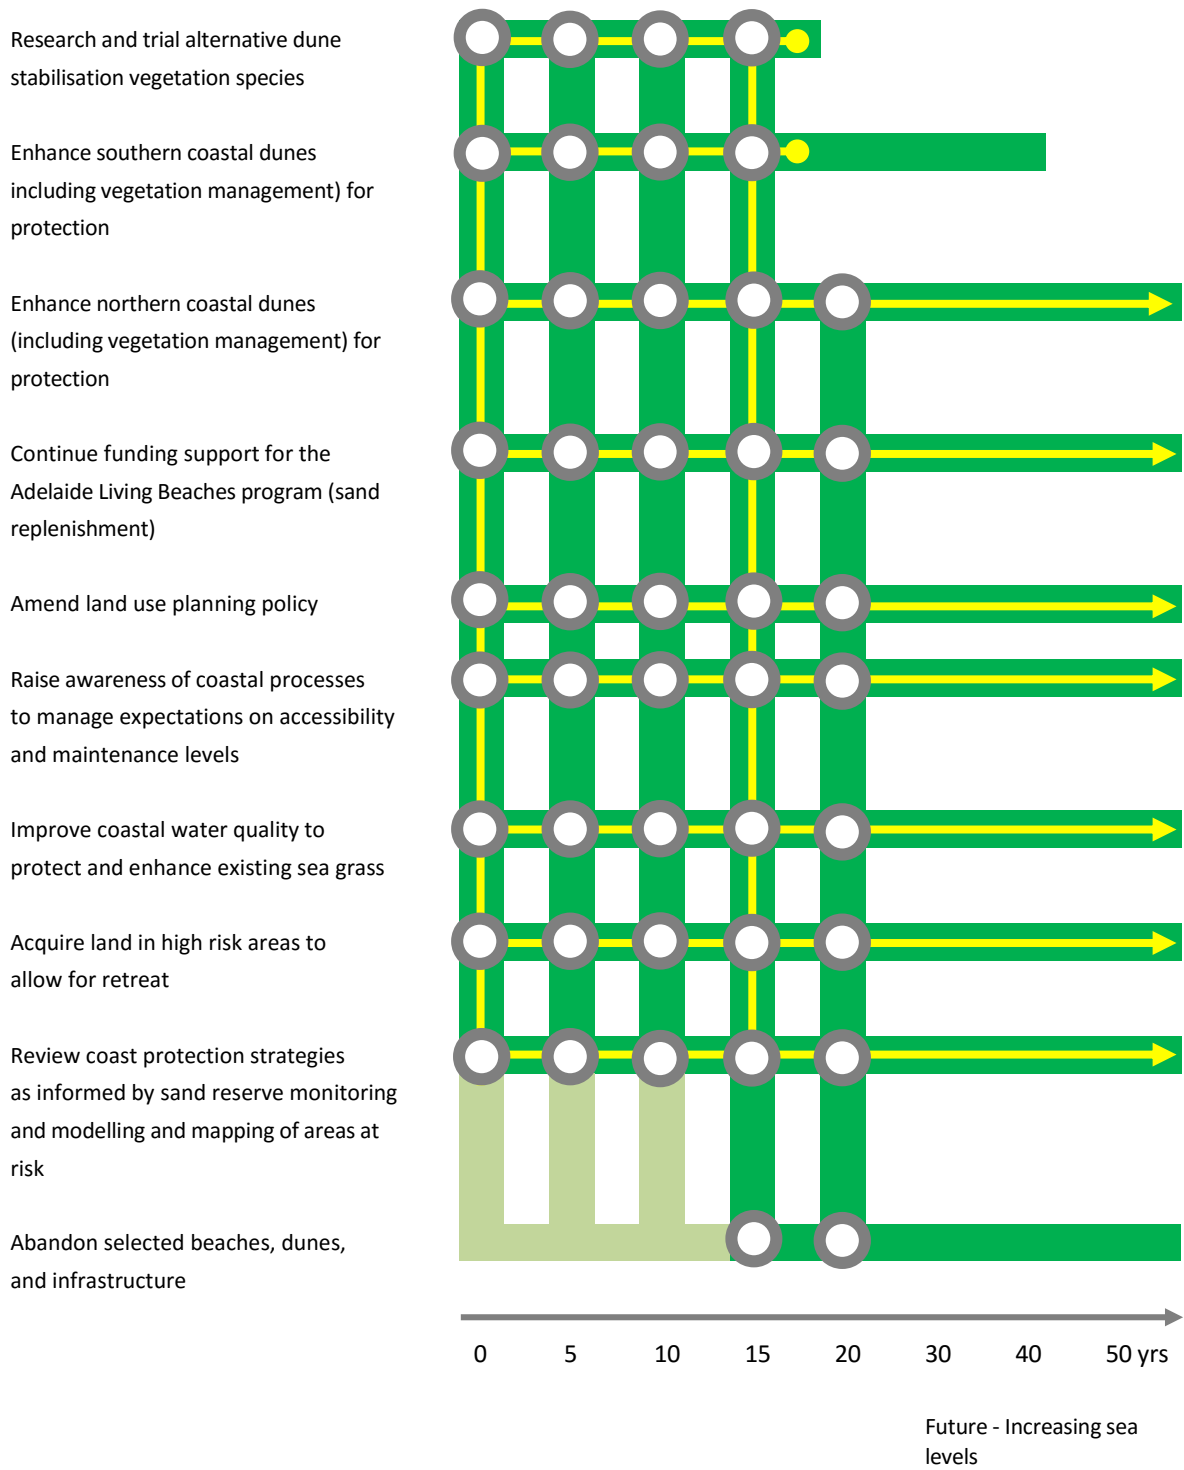 Research and trial alternative dune
stabilisation vegetation species
Enhance southern coastal dunes
including vegetation management) for
protection
Enhance northern coastal dunes
(including vegetation management) for
protection
Continue funding support for the
Adelaide Living Beaches program (sand
replenishment)
Amend land use planning policy
Raise awareness of coastal processes
to manage expectations on accessibility
and maintenance levels
Improve coastal water quality to
protect and enhance existing sea grass
Acquire land in high risk areas to
allow for retreat
Review coast protection strategies
as informed by sand reserve monitoring
and modelling and mapping of areas at
risk
Abandon selected beaches, dunes,
and infrastructure
0 5 10 15 20 30 40 50 yrs
Future - Increasing sea
levels